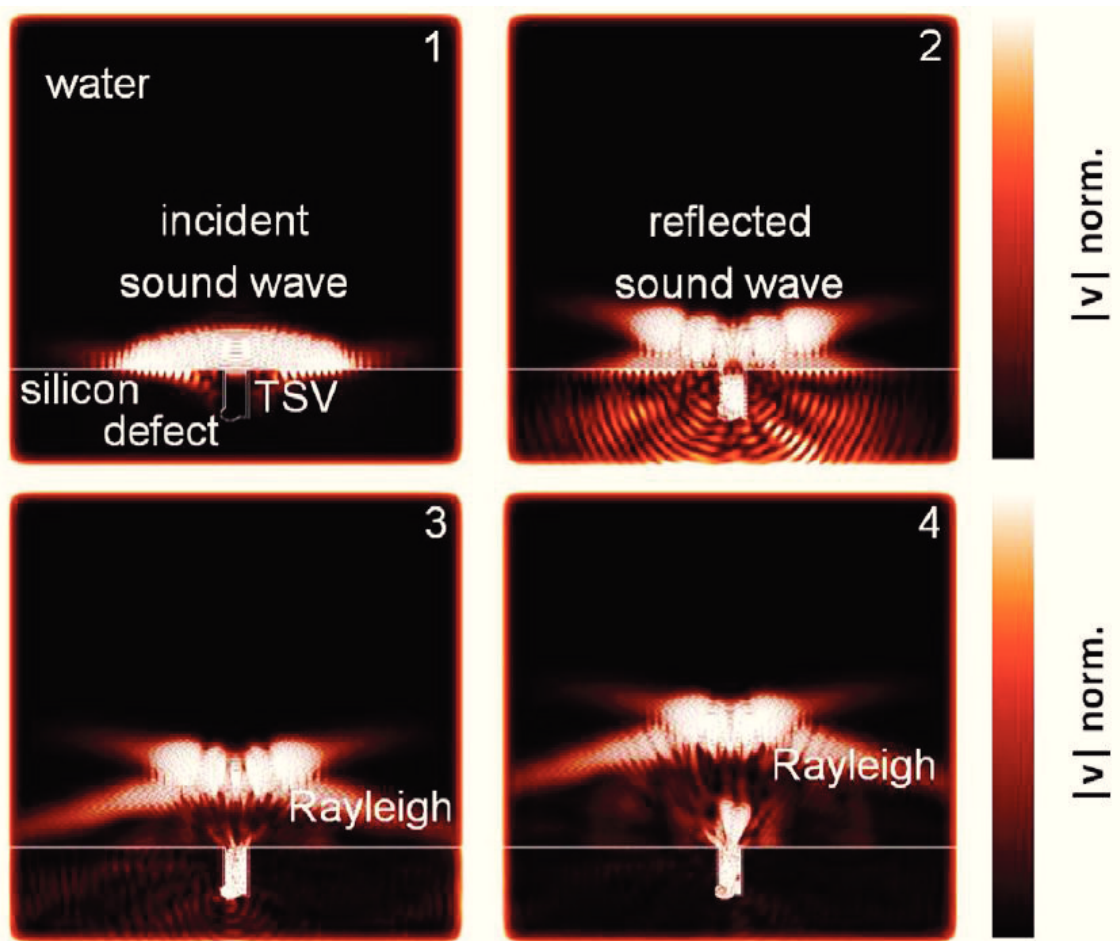 1
water
incident
sound wave
silicon
TSV
defect
2
reflected
sound wave
|v| norm.
3
Rayleigh
4
Rayleigh
|v| norm.